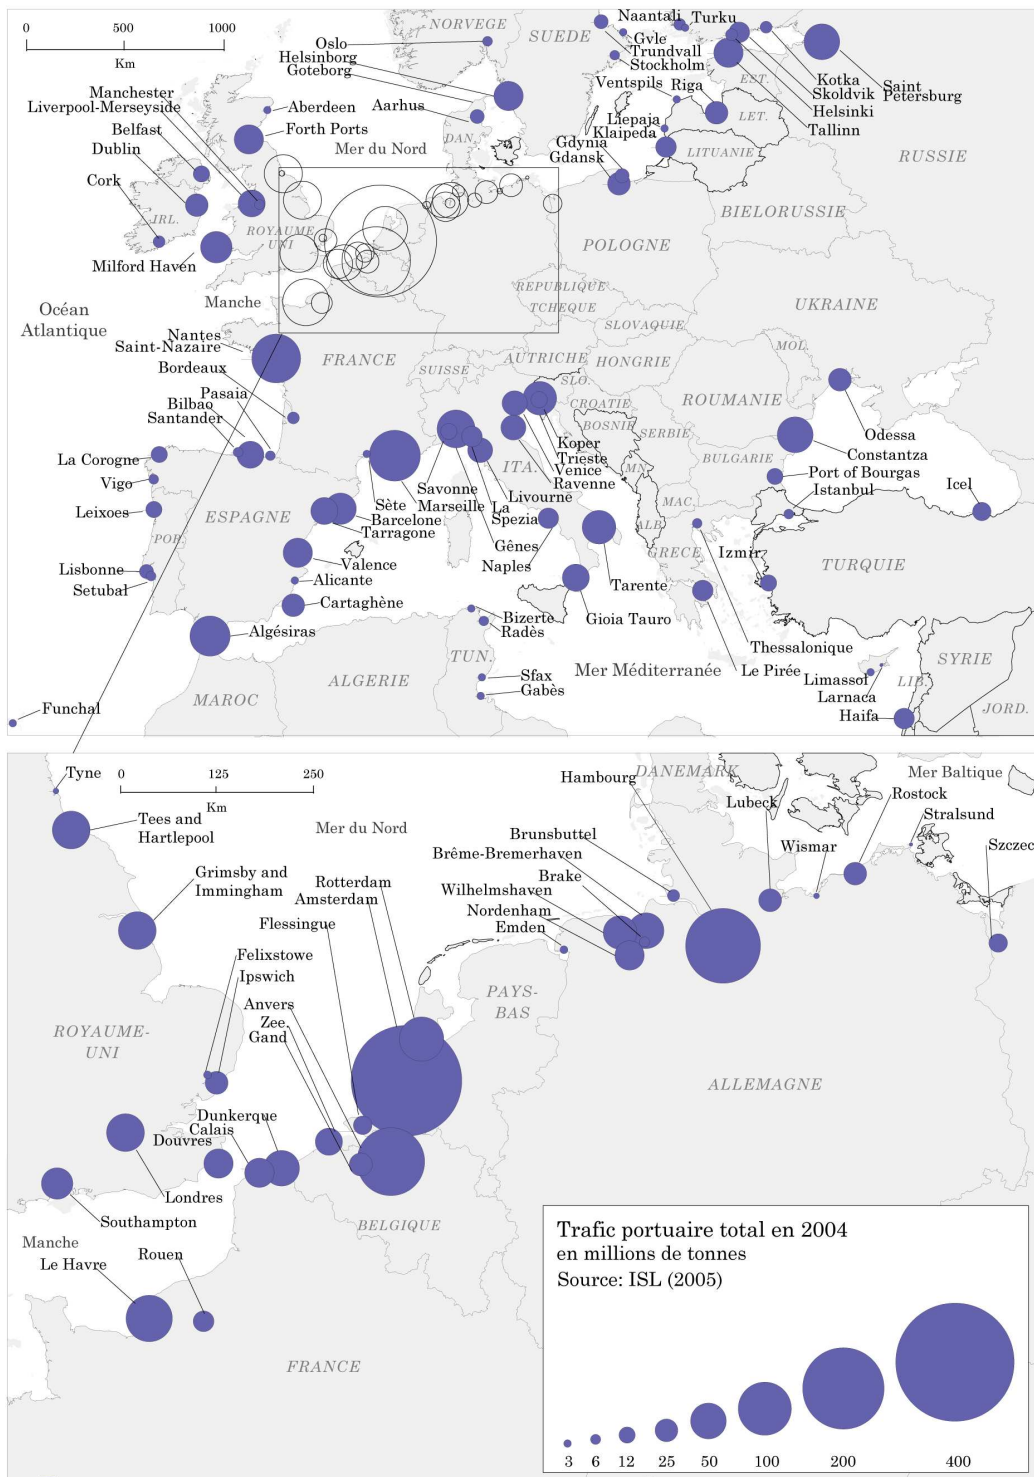 0
500
1000
Km
NORVEGE
SUEDE
Naantali
Turku
Gvle
Trundvall
Stockholm
Oslo
Helsinborg
Goteborg
Ventspils
Riga
EST.
Kotka
Skoldvik
Helsinki
Tallinn
Saint
Petersburg
Manchester
Liverpool-Merseyside
Belfast
Dublin
Cork
Aberdeen
Forth Ports
Aarhus
Mer du Nord
DAN.
Liepaja
Klaipeda
Gdynia
Gdansk
LET.
LITUANIE
RUSSIE
IRL.
ROYAUME
UNI
Milford Haven
BIELORUSSIE
POLOGNE
Océan
Atlantique
Manche
REPUBLIQUE
TCHEQUE
SLOVAQUIE
UKRAINE
Nantes
Saint-Nazaire
Bordeaux
FRANCE
SUISSE
AUTRICHE
HONGRIE
MOL.
SLO.
Pasaia
Bilbao
Santander
CROATIE
BOSNIE
SERBIE
ROUMANIE
La Corogne
Vigo
Leixoes
Koper
Trieste
Venice
Ravenne
ITA.
Odessa
Constantza
BULGARIE
Port of Bourgas
Istanbul
Icel
MN.
MAC.
ALB.
GRECE
Savonne
Marseille
Livourne
La
Spezia
Gênes
Naples
Sète
Barcelone
Tarragone
ESPAGNE
POR.
Lisbonne
Setubal
Valence
Alicante
Cartaghène
Algésiras
Izmir
TURQUIE
Tarente
Gioia Tauro
Bizerte
Radès
Thessalonique
Le Pirée
Mer Méditerranée
TUN.
Sfax
Gabès
ALGERIE
MAROC
Funchal
Limassol
Larnaca
Haifa
SYRIE
LIB.
JORD.
Tyne
0
125
250
Km
Tees and
Hartlepool
Mer du Nord
Hambourg
DANEMARK
Mer Baltique
Lubeck
Rostock
Stralsund
Wismar
Szczec
Brunsbuttel
Brême-Bremerhaven
Brake
Wilhelmshaven
Nordenham
Emden
Grimsby and
Immingham
Rotterdam
Amsterdam
Flessingue
Felixstowe
Ipswich
Anvers
Zee.
Gand
PAYS-
BAS
ROYAUME-
UNI
ALLEMAGNE
Dunkerque
Calais
Douvres
Londres
Southampton
BELGIQUE
Manche
Le Havre
Rouen
FRANCE
Trafic portuaire total en 2004
en millions de tonnes
Source: ISL (2005)
3
6
12
25
50
100
200
400